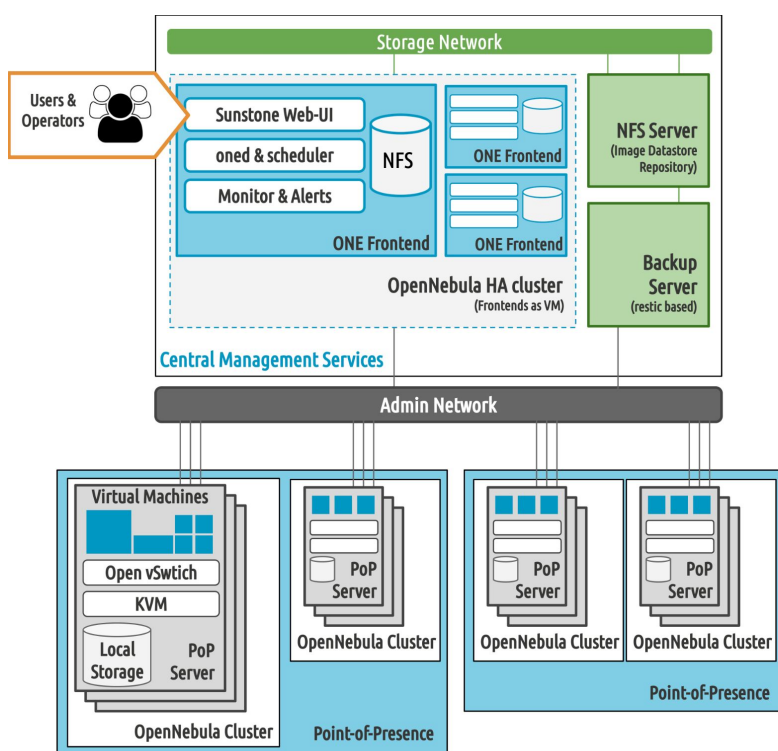 Storage Network
Users &
Operators
Sunstone Web-UI
oned & scheduler
Monitor & Alerts
NFS
ONE Frontend
ONE Frontend
ONE Frontend
OpenNebula HA cluster
(Frontends as VM)
NFS Server
(Image Datastore
Repository)
Backup
Server
(restic based)
Central Management Services
Admin Network
Virtual Machines
Open vSwtich
KVM
Local
Storage
PoP
Server
OpenNebula Cluster
PoP
Server
OpenNebula Cluster
Point-of-Presence
PoP
Server
OpenNebula Cluster
PoP
Server
OpenNebula Cluster
Point-of-Presence